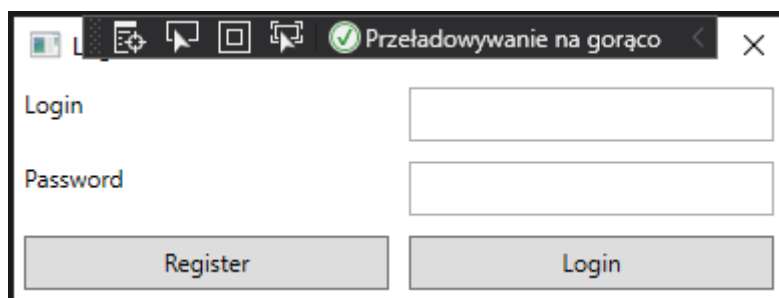 Przeładowywanie na gorąco
Login
Password
Register
Login